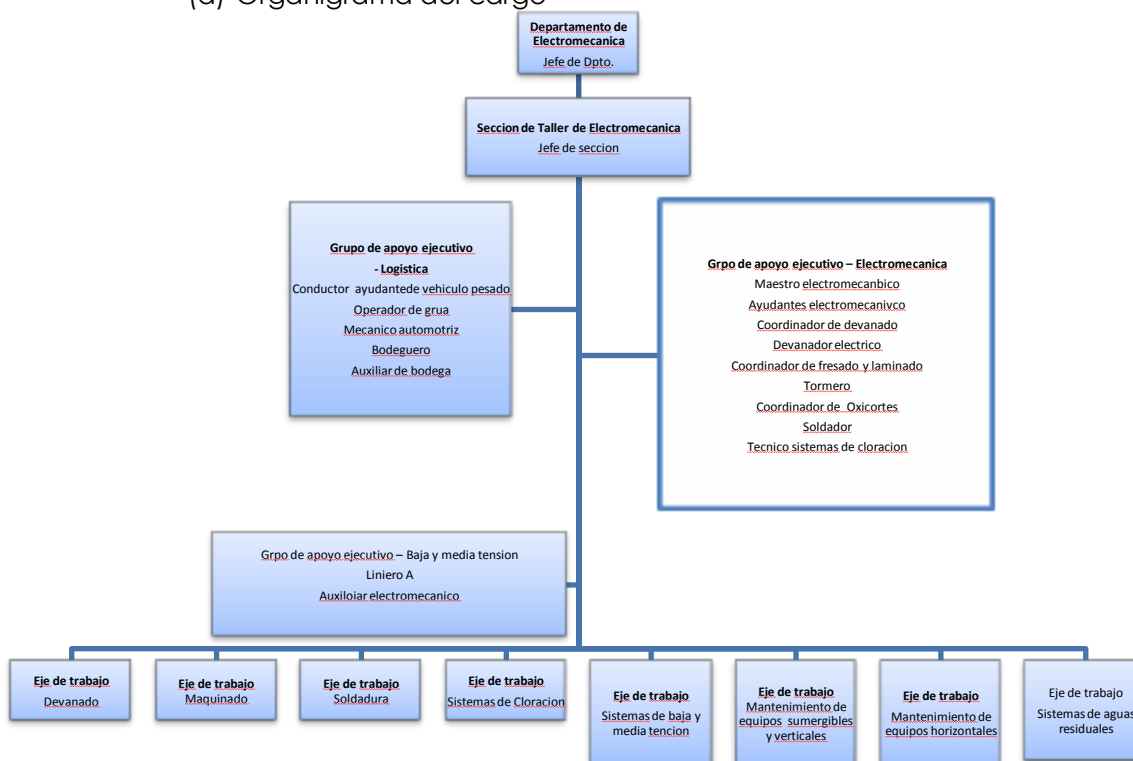 (a) Organigrama del cargo
Departamento de
Electromecanica
Jefe de Dpto.
Seccion de Taller de Electromecanica
Jefe de seccion
Grupo de apoyo ejecutivo
- Logistica
Conductor ayudantede vehiculo pesado
Operador de grua
Mecanico automotriz
Bodeguero
Auxiliar de bodega
Grpo de apoyo ejecutivo – Electromecanica
Maestro electromecanbico
Ayudantes electromecanivco
Coordinador de devanado
Devanador electrico
Coordinador de fresado y laminado
Tormero
Coordinador de Oxicortes
Soldador
Tecnico sistemas de cloracion
Grpo de apoyo ejecutivo – Baja y media tension
Liniero A
Auxiloiar electromecanico
Eje de trabajo
Devanado
Eje de trabajo
Maquinado
Eje de trabajo
Soldadura
Eje de trabajo
Sistemas de Cloracion
Eje de trabajo
Sistemas de baja y
media tencion
Eje de trabajo
Mantenimiento de
equipos sumergibles
y verticales
Eje de trabajo
Mantenimiento de
equipos horizontales
Eje de trabajo
Sistemas de aguas
residuales